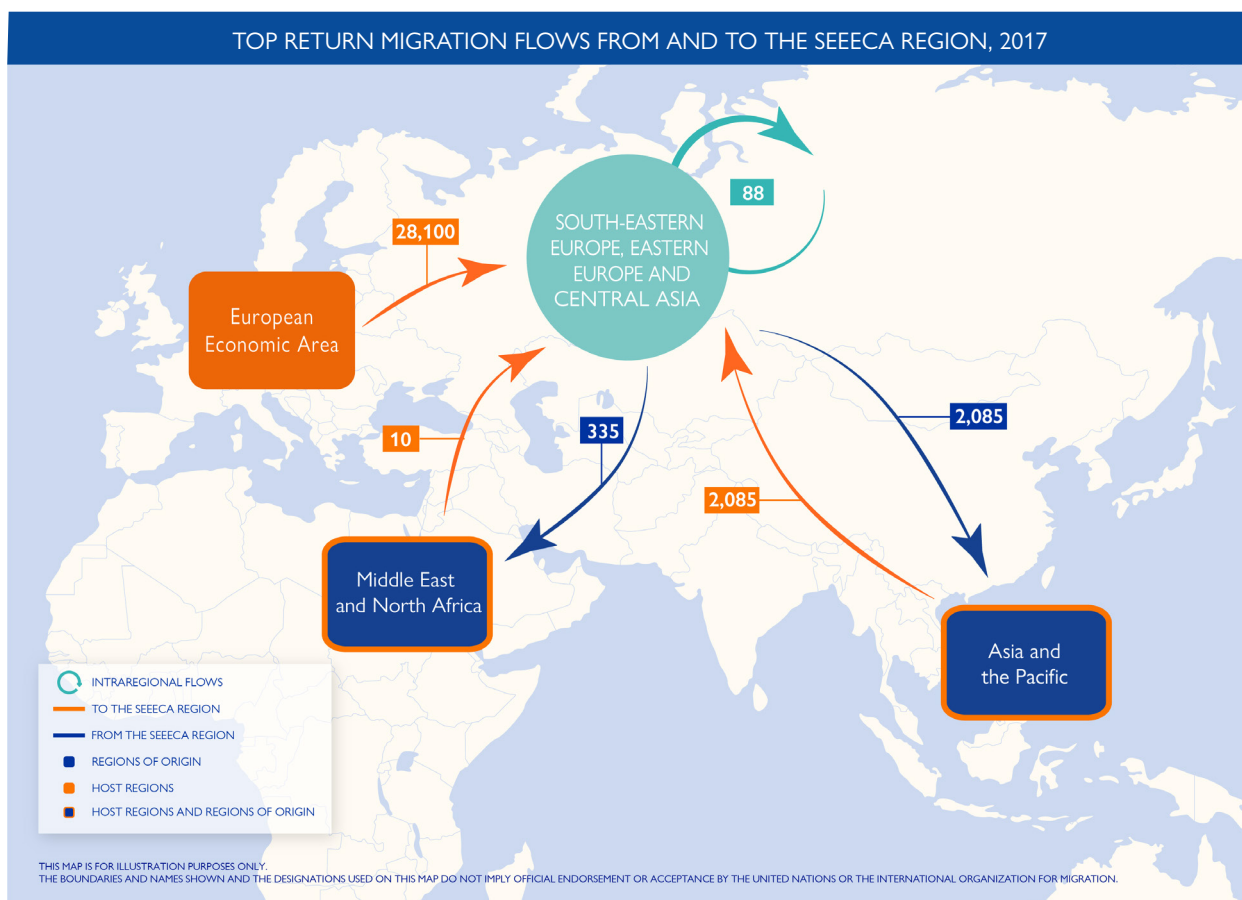 TOP RETURN MIGRATION FLOWS FROM AND TO THE SEEECA REGION, 2017
88
SOUTH-EASTERN
EUROPE, EASTERN
EUROPE AND
CENTRAL ASIA
28,100
European
Economic Area
10
335
2,085
2,085
Middle East
and North Africa
Asia and
the Pacific
INTRAREGIONAL FLOWS
TO THE SEEECA REGION
FROM THE SEEECA REGION
REGIONS OF ORIGIN
HOST REGIONS
HOST REGIONS AND REGIONS OF ORIGIN
THIS MAP IS FOR ILLUSTRATION PURPOSES ONLY.
THE BOUNDARIES AND NAMES SHOWN AND THE DESIGNATIONS USED ON THIS MAP DO NOT IMPLY OFFICIAL ENDORSEMENT OR ACCEPTANCE BY THE UNITED NATIONS OR THE INTERNATIONAL ORGANIZATION FOR MIGRATION.